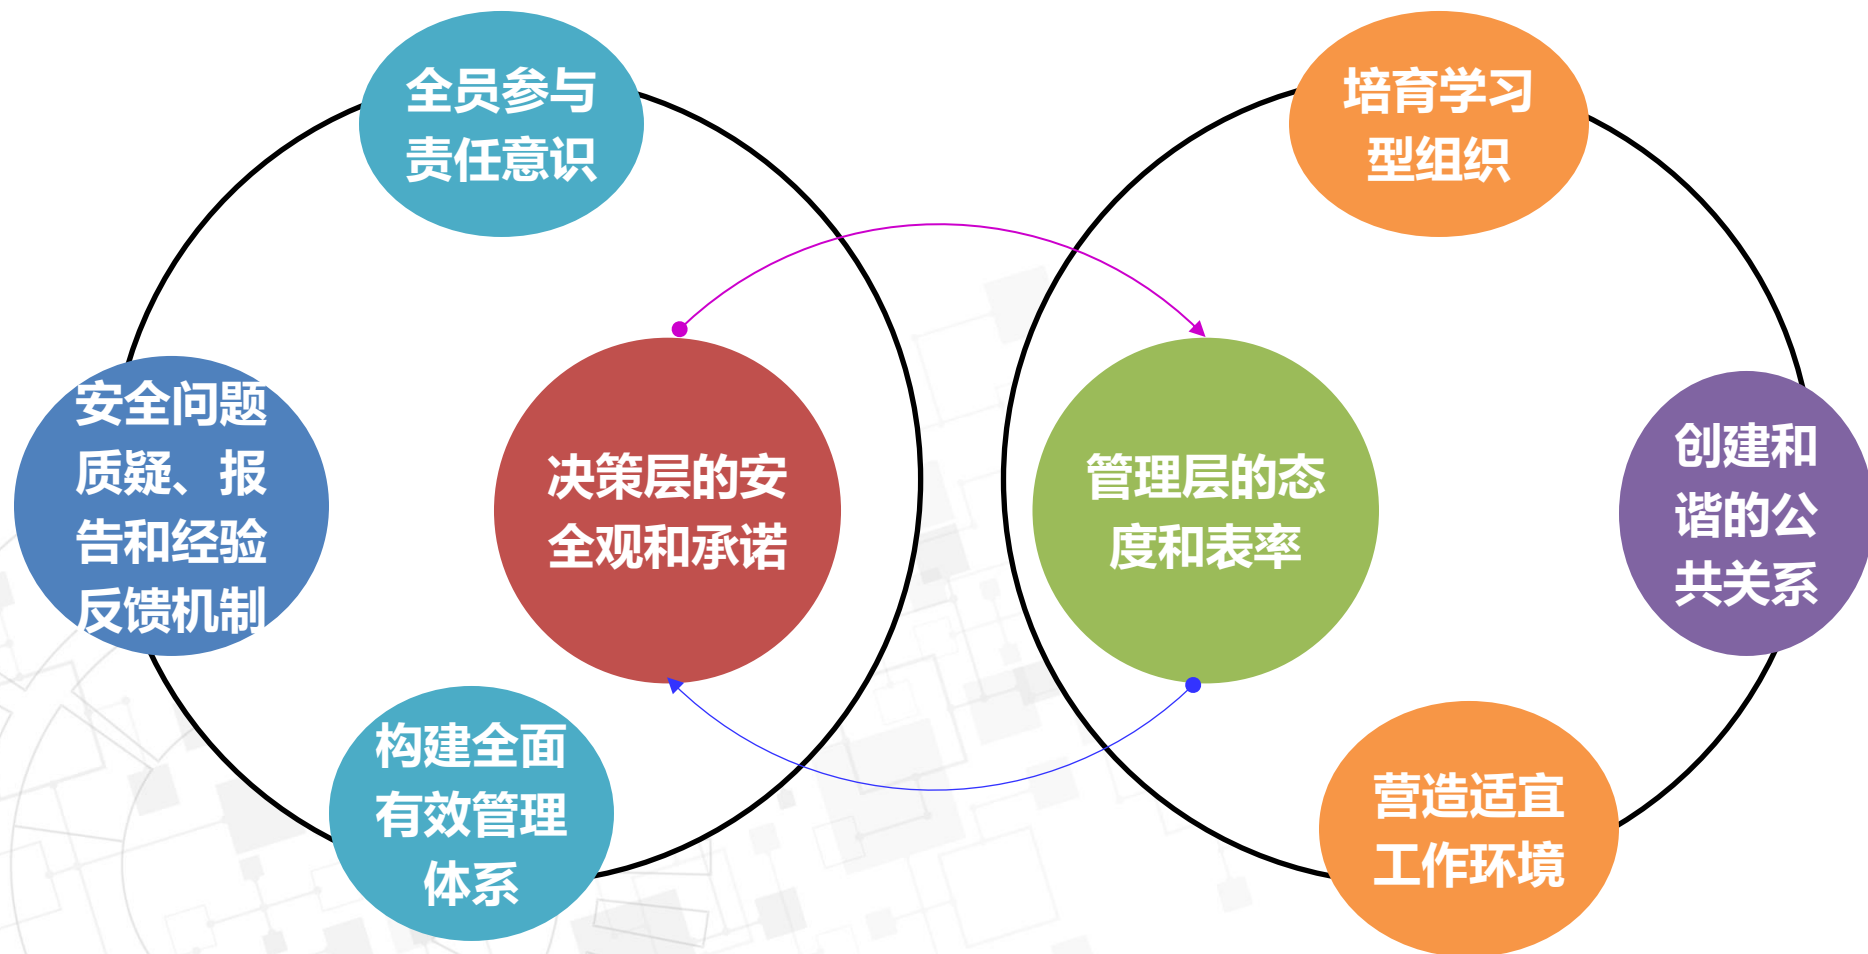 全员参与
责任意识
培育学习
型组织
安全问题
质疑、报
告和经验
反馈机制
决策层的安
全观和承诺
管理层的态
度和表率
创建和
谐的公
共关系
构建全面
有效管理
体系
营造适宜
工作环境